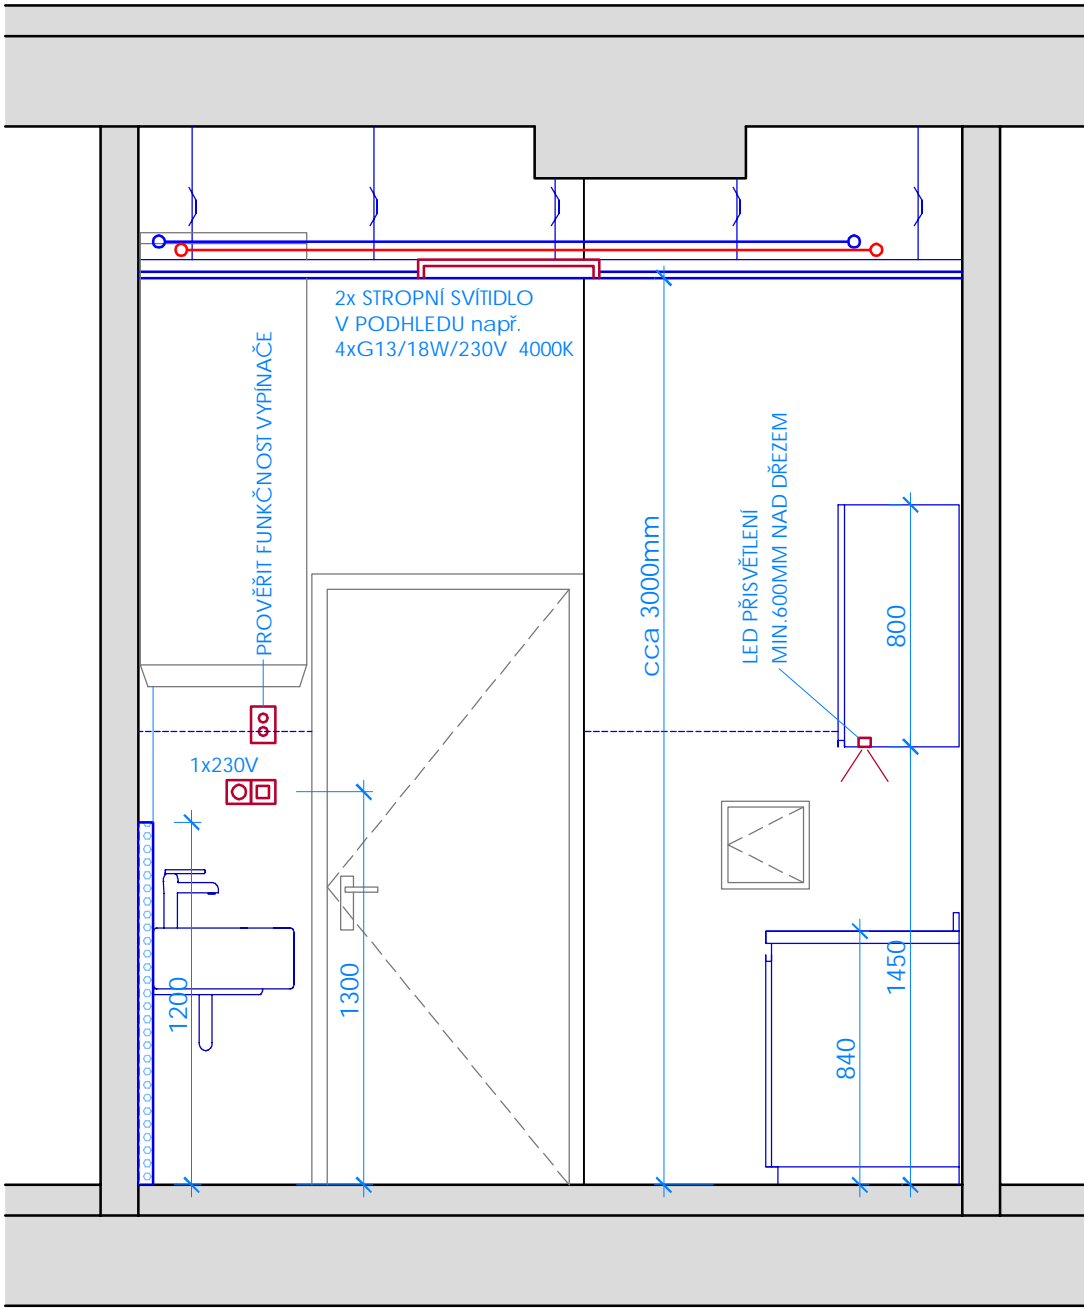 2x STROPNÍ SVÍTIDLO
V PODHLEDU např.
4xG13/18W/230V 4000K
PROVĚŘIT FUNKČNOST VYPÍNAČE
1x230V
1200
1300
cca 3000mm
LED PŘISVĚTLENÍ
MIN.600MM NAD DŘEZEM
800
1450
840